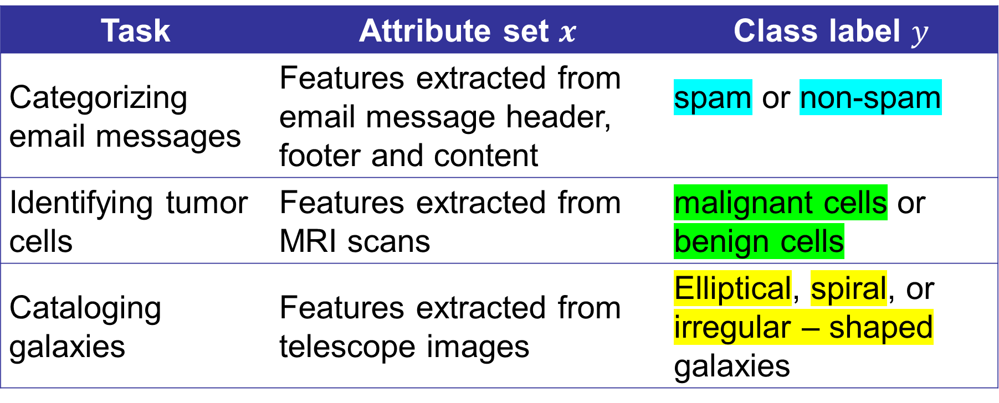 Task
Attribute set x
Class label y
Categorizing
email messages
Features extracted from
email message header,
footer and content
spam or non-spam
Identifying tumor
cells
Features extracted from
MRI scans
malignant cells or
benign cells
Cataloging
galaxies
Features extracted from
telescope images
Elliptical, spiral, or
irregular – shaped
galaxies